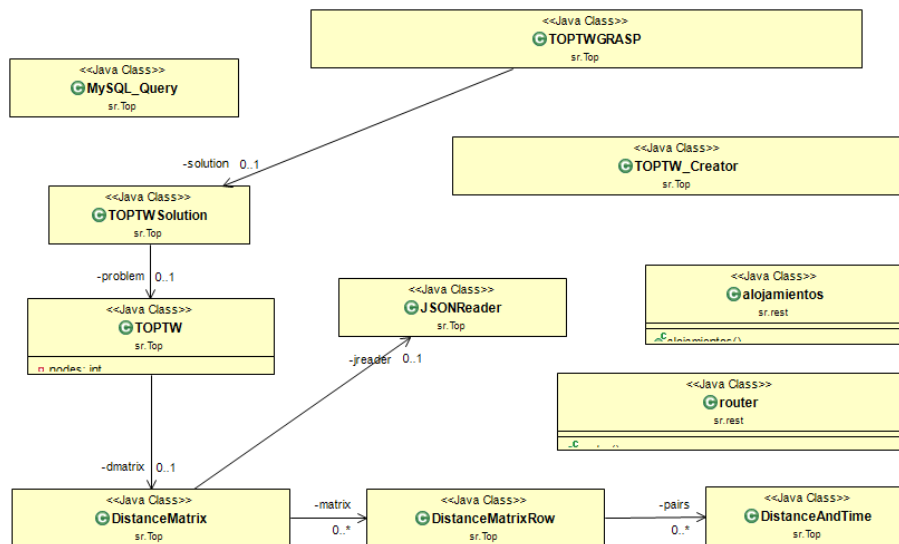 <<Java Class>>
TOPTWGRASP
sr.Top
<<Java Class>>
MySQL_Query
sr.Top
-solution 0..1
<<Java Class>>
TOPTW_Creator
sr.Top
<<Java Class>>
TOPTWSolution
sr.Top
-problem 0..1
<<Java Class>>
alojamientos
sr.rest
alojamientos()
<<Java Class>>
JSONReader
sr.Top
<<Java Class>>
TOPTW
sr.Top
nodes: int
-jreader 0..1
<<Java Class>>
router
sr.rest
-dmatrix 0..1
<<Java Class>>
DistanceMatrix
sr.Top
-matrix
0..*
<<Java Class>>
DistanceMatrixRow
sr.Top
-pairs
0..*
<<Java Class>>
DistanceAndTime
sr.Top